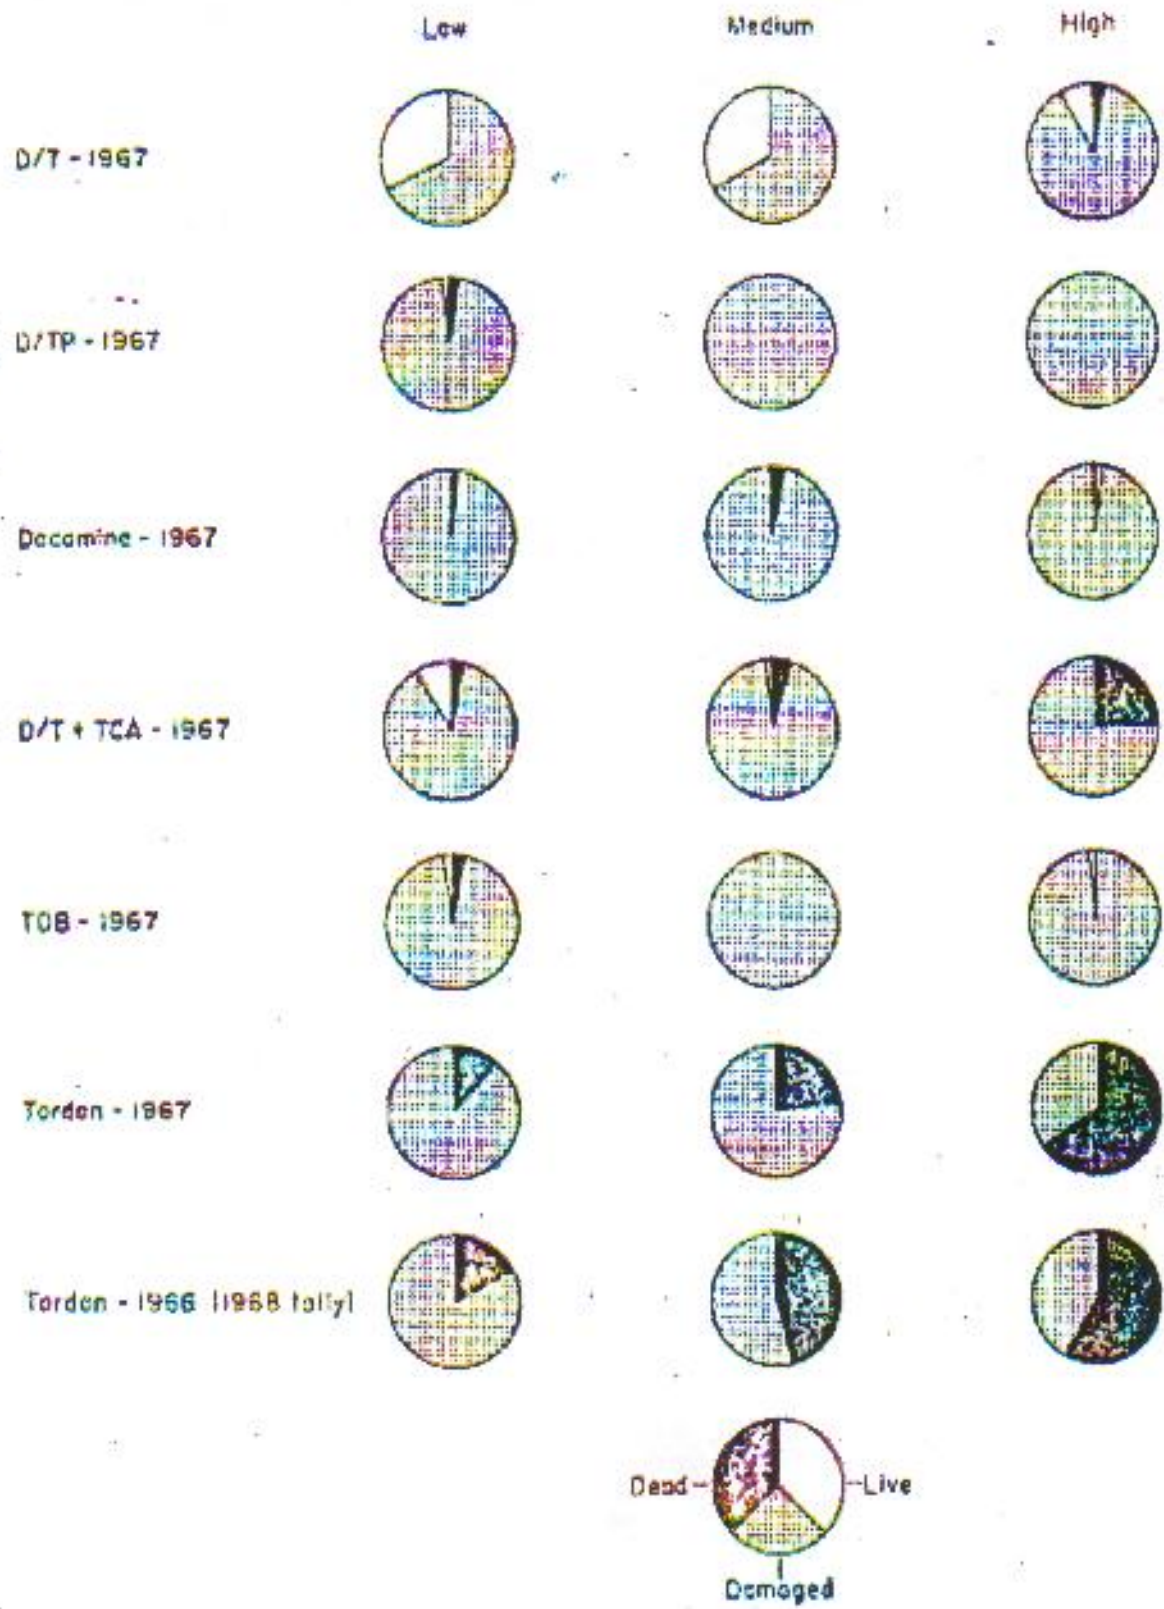 Low Medium High
D/T - 1967
D/TP - 1967
Dacamine - 1967
D/T + TCA - 1967
TOB - 1967
Tordon - 1967
Tordon - 1966 (1968 tally)
Dead Live
Damaged